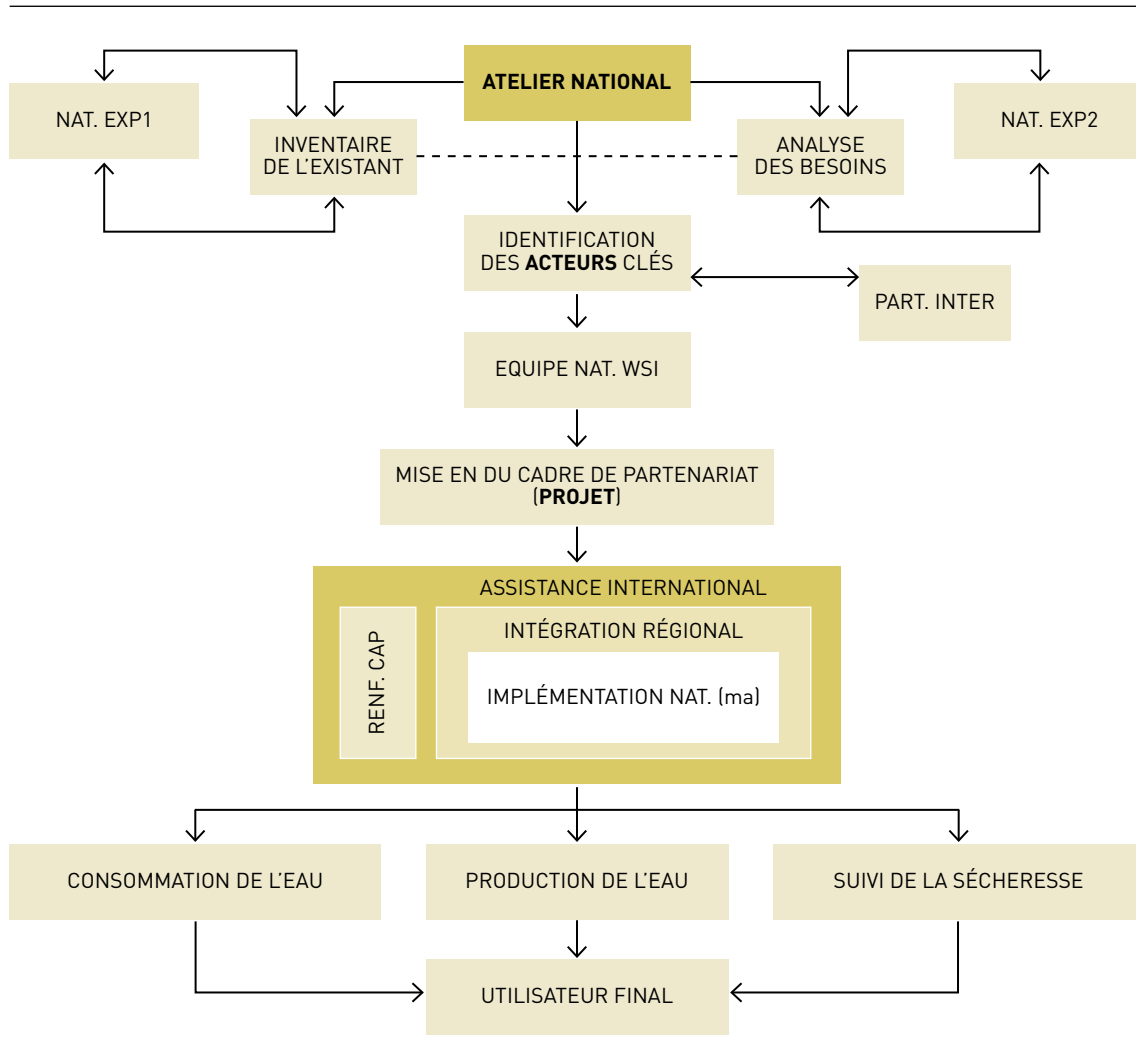 ATELIER NATIONAL
NAT. EXP1
NAT. EXP2
INVENTAIRE
DE L'EXISTANT
ANALYSE
DES BESOINS
IDENTIFICATION
DES ACTEURS CLÉS
PART. INTER
EQUIPE NAT. WSI
MISE EN DU CADRE DE PARTENARIAT
(PROJET)
ASSISTANCE INTERNATIONAL
RENF. CAP
INTÉGRATION RÉGIONAL
IMPLÉMENTATION NAT. (ma)
CONSOMMATION DE L'EAU
PRODUCTION DE L'EAU
SUIVI DE LA SÉCHERESSE
UTILISATEUR FINAL